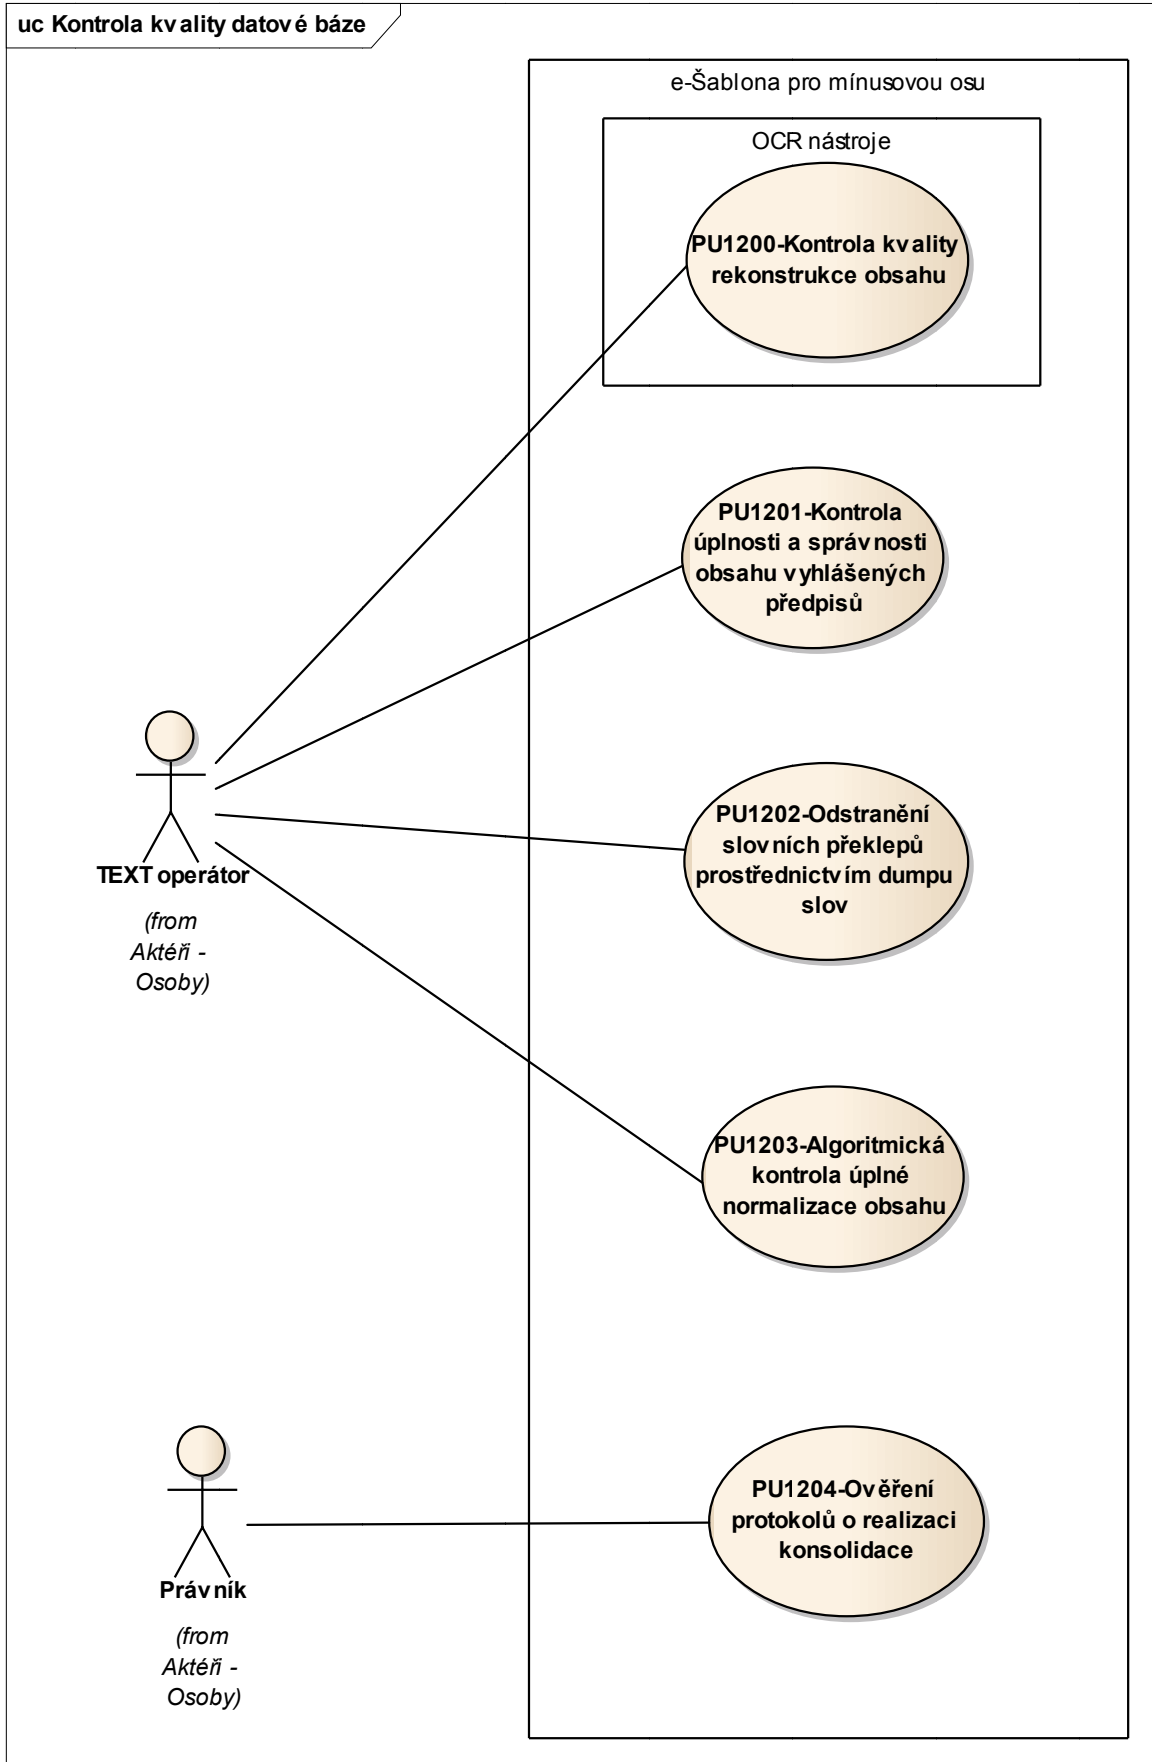 uc Kontrola kvality datové báze
e-Šablona pro mínusovou osu
OCR nástroje
PU1200-Kontrola kvality
rekonstrukce obsahu
PU1201-Kontrola
úplnosti a správnosti
obsahu vyhlášených
předpisů
PU1202-Odstranění
slovních překlepů
prostřednictvím dumpu
slov
TEXT operátor
(from
Aktéři -
Osoby)
PU1203-Algoritmická
kontrola úplné
normalizace obsahu
PU1204-Ověření
protokolů o realizaci
konsolidace
Právník
(from
Aktéři -
Osoby)